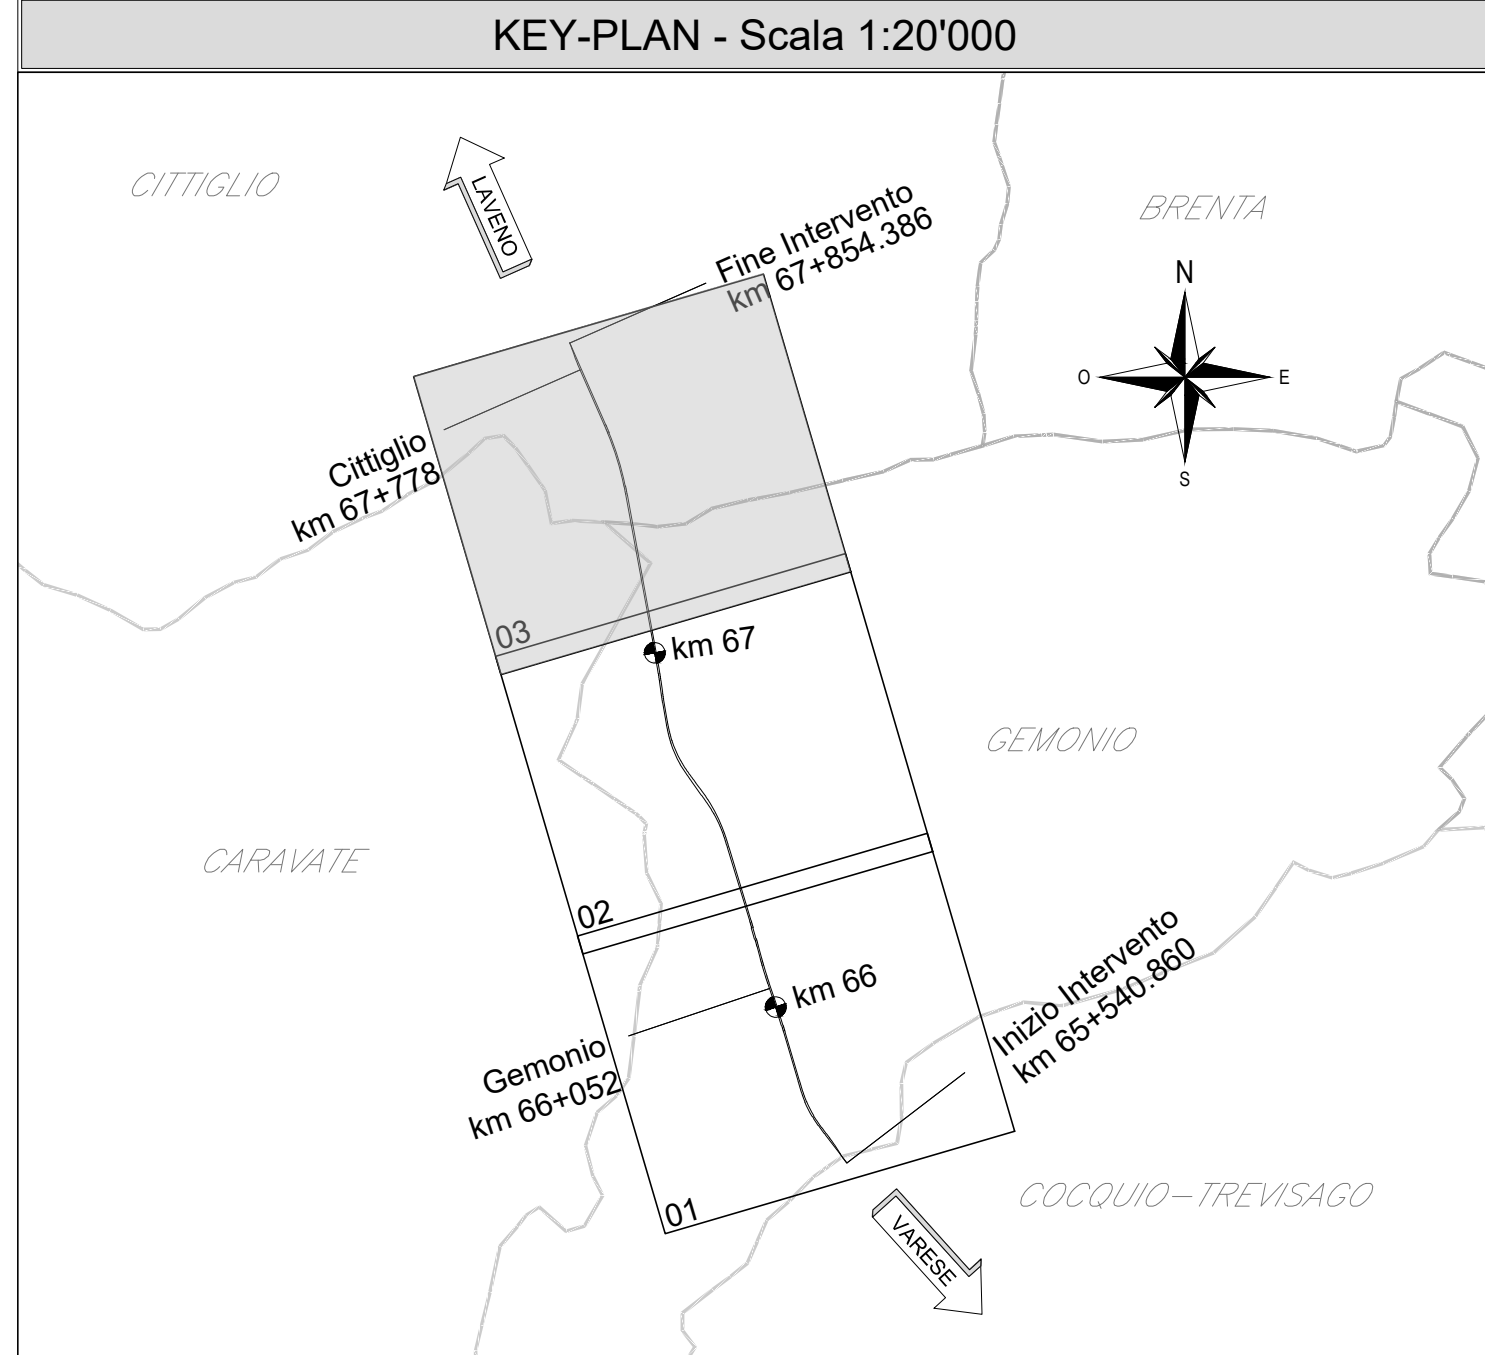 KEY-PLAN - Scala 1:20'000
CITTIGLIO
LAVENO
BRENTA
Fine Intervento
km 67+854.386
N
O
E
S
Cittiglio
km 67+778
03
km 67
GEMONIO
CARAVATE
02
km 66
Inizio Intervento
km 65+540.860
Gemonio
km 66+052
01
COCQUIO-TREVISAGO
VARESE